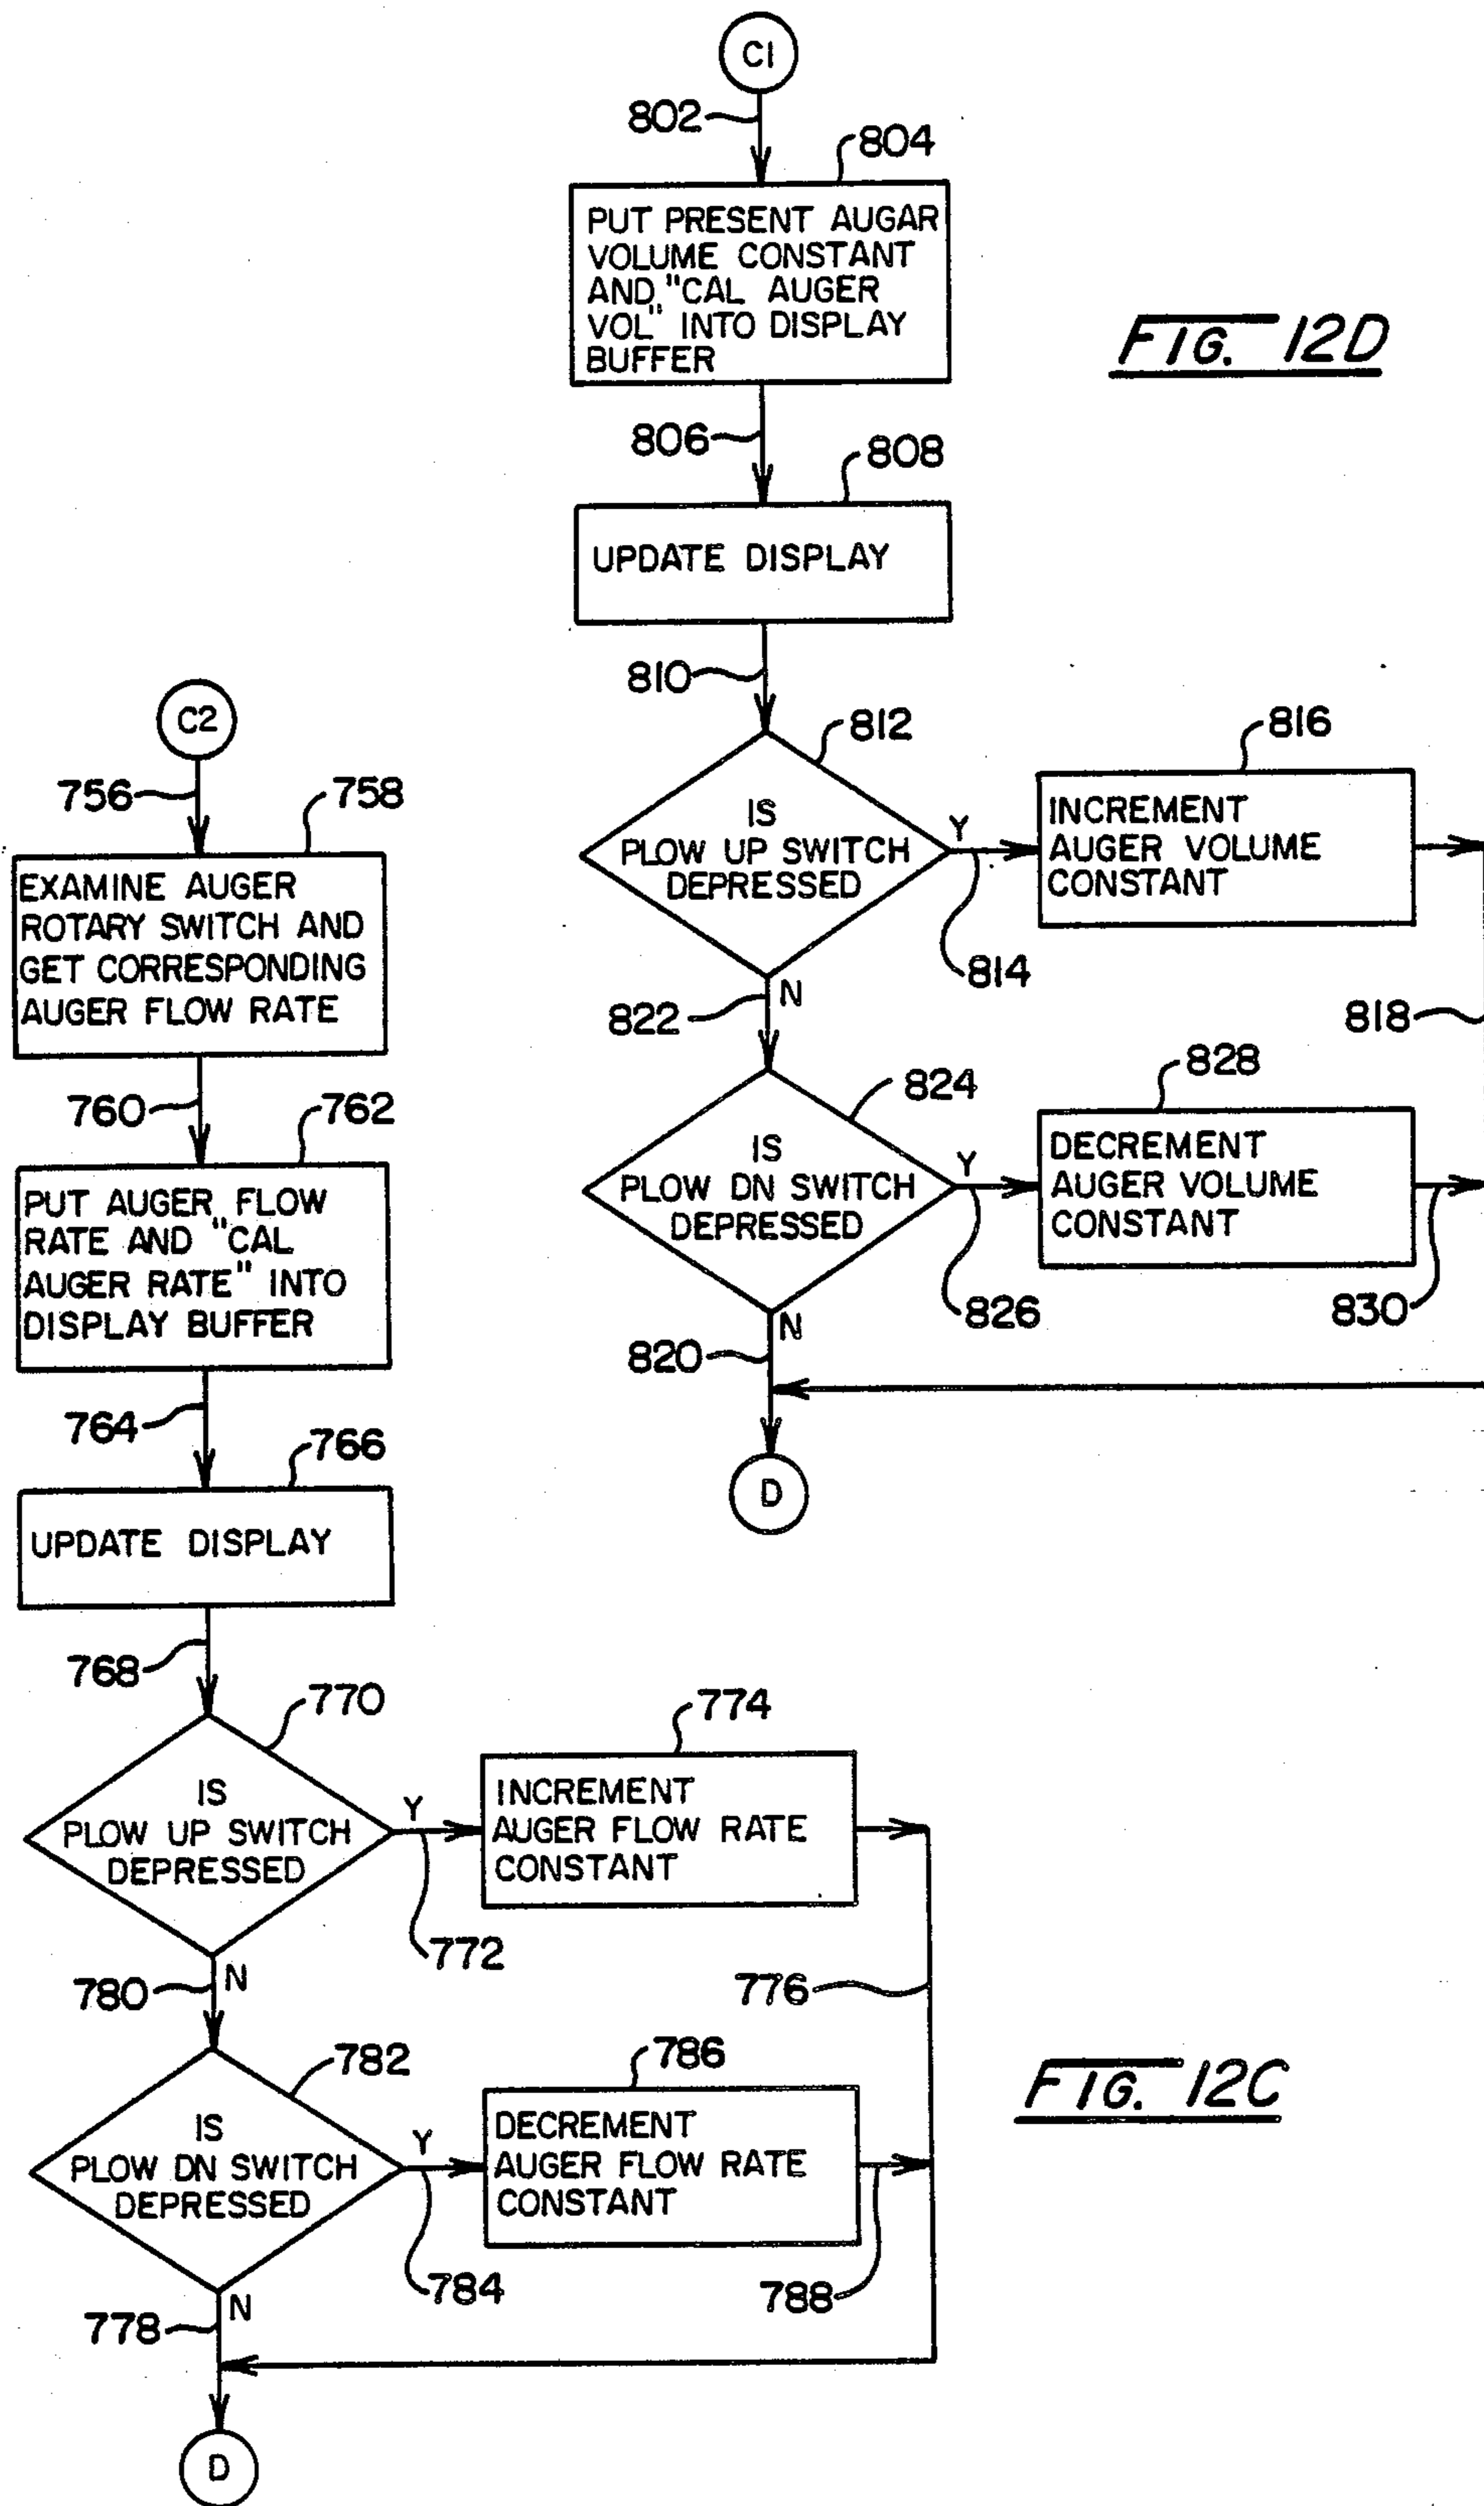 C1
802
804
PUT PRESENT AUGAR
VOLUME CONSTANT
AND "CAL AUGER
VOL" INTO DISPLAY
BUFFER
FIG. 12D
806
808
UPDATE DISPLAY
810
812
IS
PLOW UP SWITCH
DEPRESSED
Y
814
816
INCREMENT
AUGER VOLUME
CONSTANT
818
N
822
824
IS
PLOW DN SWITCH
DEPRESSED
Y
826
828
DECREMENT
AUGER VOLUME
CONSTANT
830
N
820
D
C2
756
758
EXAMINE AUGER
ROTARY SWITCH AND
GET CORRESPONDING
AUGER FLOW RATE
760
762
PUT AUGER FLOW
RATE AND "CAL
AUGER RATE" INTO
DISPLAY BUFFER
764
766
UPDATE DISPLAY
768
770
IS
PLOW UP SWITCH
DEPRESSED
Y
772
774
INCREMENT
AUGER FLOW RATE
CONSTANT
776
N
780
782
IS
PLOW DN SWITCH
DEPRESSED
Y
784
786
DECREMENT
AUGER FLOW RATE
CONSTANT
788
N
778
D
FIG. 12C